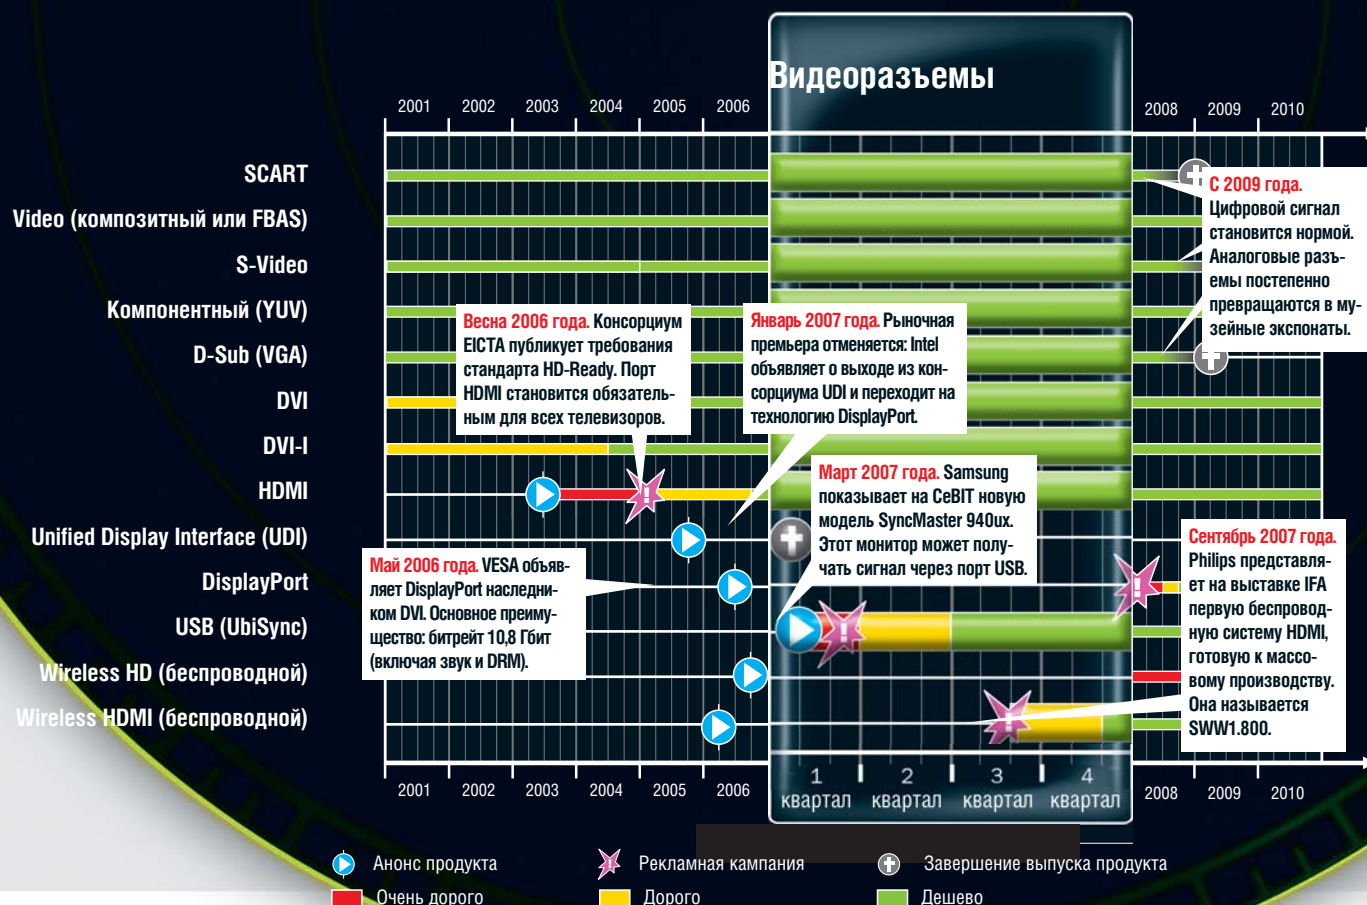 Видеоразъемы
2001 2002 2003 2004 2005 2006 2008 2009 2010
SCART
Video (композитный или FBAS)
S-Video
Компонентный (YUV)
D-Sub (VGA)
DVI
DVI-I
HDMI
Unified Display Interface (UDI)
DisplayPort
USB (UbiSync)
Wireless HD (беспроводной)
Wireless HDMI (беспроводной)
С 2009 года.
Цифровой сигнал
становится нормой.
Аналоговые разъ-
емы постепенно
превращаются в му-
зейные экспонаты.
Весна 2006 года. Консорциум
EICTA публикует требования
стандарта HD-Ready. Порт
HDMI становится обязатель-
ным для всех телевизоров.
Январь 2007 года. Рыночная
премьера отменяется: Intel
объявляет о выходе из кон-
сорциума UDI и переходит на
технологию DisplayPort.
Март 2007 года. Samsung
показывает на CeBIT новую
модель SyncMaster 940ux.
Этот монитор может полу-
чать сигнал через порт USB.
Май 2006 года. VESA объяв-
ляет DisplayPort наследни-
ком DVI. Основное преиму-
щество: битрейт 10,8 Гбит
(включая звук и DRM).
Сентябрь 2007 года.
Philips представля-
ет на выставке IFA
первую беспровод-
ную систему HDMI,
готовую к массо-
вому производству.
Она называется
SWW1.800.
1 2 3 4
квартал квартал квартал квартал
2001 2002 2003 2004 2005 2006 2008 2009 2010
Анонс продукта Рекламная кампания Завершение выпуска продукта
Очень дорого Дорого Дешево